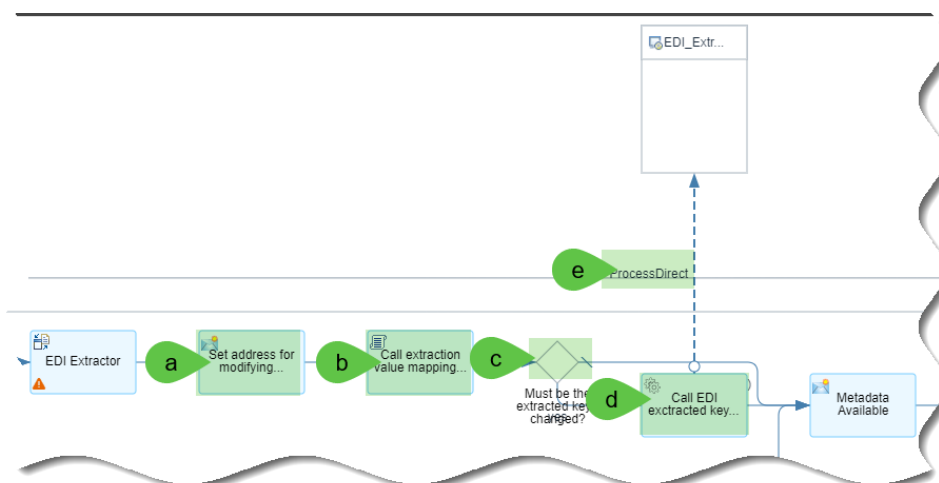 EDI_Extr...
e
ProcessDirect
EDI Extractor
a
Set address for
modifying...
b
Call extraction
value mapping...
c
Must be the
extracted key
changed?
yes
d
Call EDI
exctracted key...
Metadata
Available